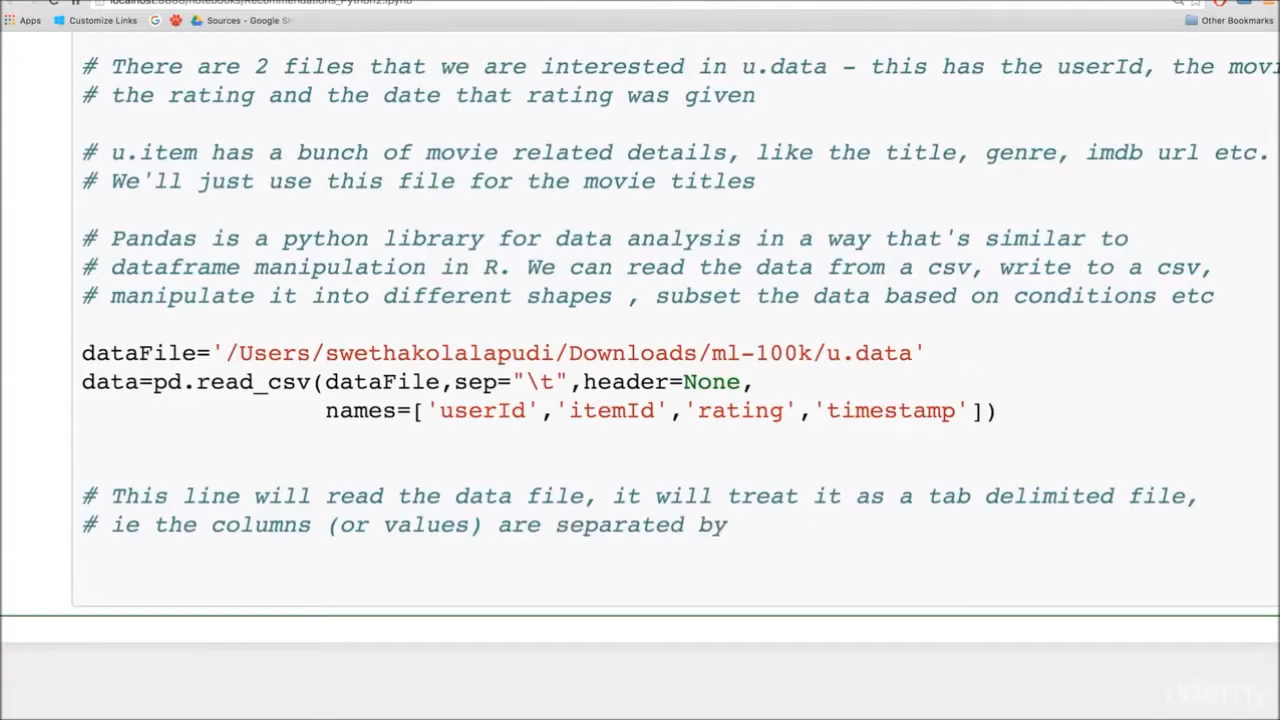 localhost:8888/notebooks/Recommendations_Python2.ipynb
Apps Customize Links Sources - Google Sh Other Bookmarks
# There are 2 files that we are interested in u.data - this has the userId, the movi
# the rating and the date that rating was given
# u.item has a bunch of movie related details, like the title, genre, imdb url etc.
# We'll just use this file for the movie titles
# Pandas is a python library for data analysis in a way that's similar to
# dataframe manipulation in R. We can read the data from a csv, write to a csv,
# manipulate it into different shapes , subset the data based on conditions etc
dataFile='/Users/swethakolalapudi/Downloads/ml-100k/u.data'
data=pd.read_csv(dataFile,sep="\t",header=None,
names=['userId','itemId','rating','timestamp'])
# This line will read the data file, it will treat it as a tab delimited file,
# ie the columns (or values) are separated by
udemy